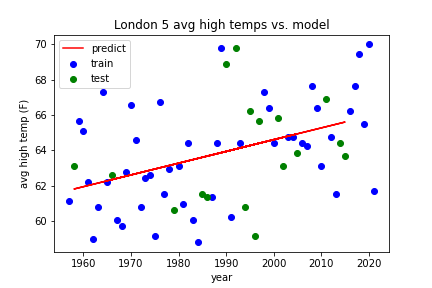 London 5 avg high temps vs. model
predict
train
test
avg high temp (F)
70
68
66
64
62
60
1960
1970
1980
1990
2000
2010
2020
year